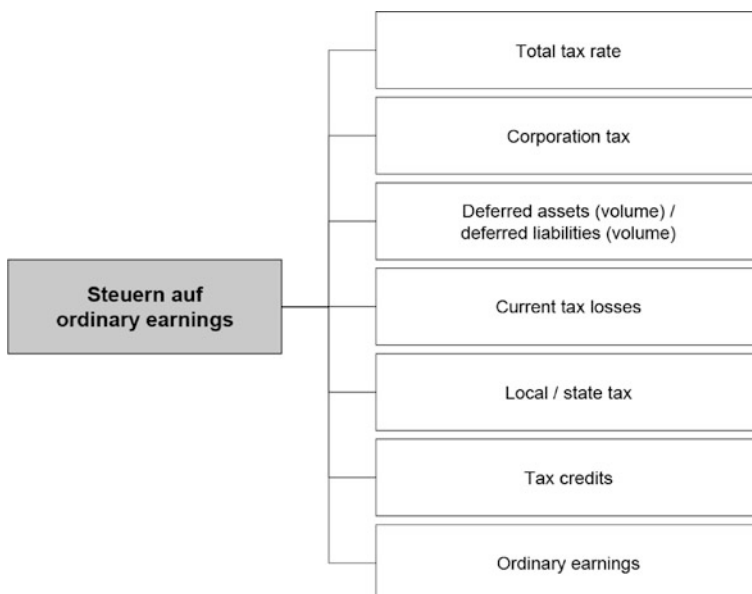 Total tax rate
Corporation tax
Deferred assets (volume) /
deferred liabilities (volume)
Steuern auf
ordinary earnings
Current tax losses
Local / state tax
Tax credits
Ordinary earnings